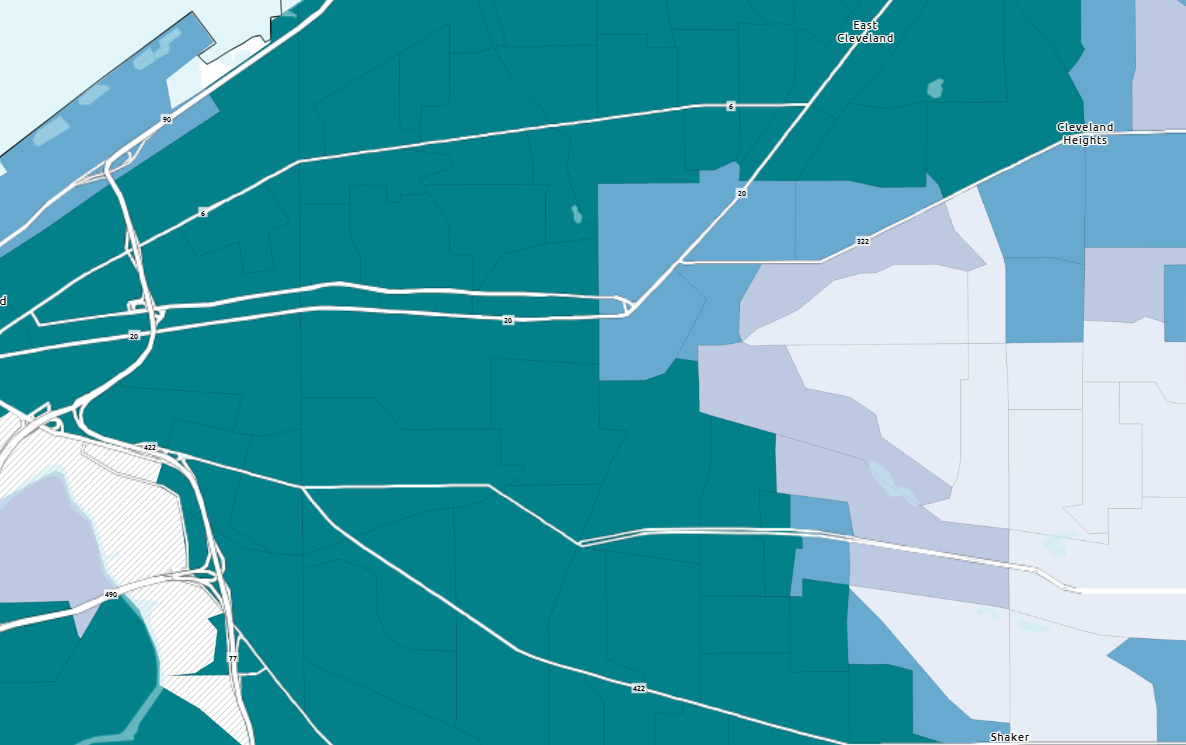 East
Cleveland
6
90
Cleveland
Heights
20
6
322
d
20
20
422
490
77
422
Shaker